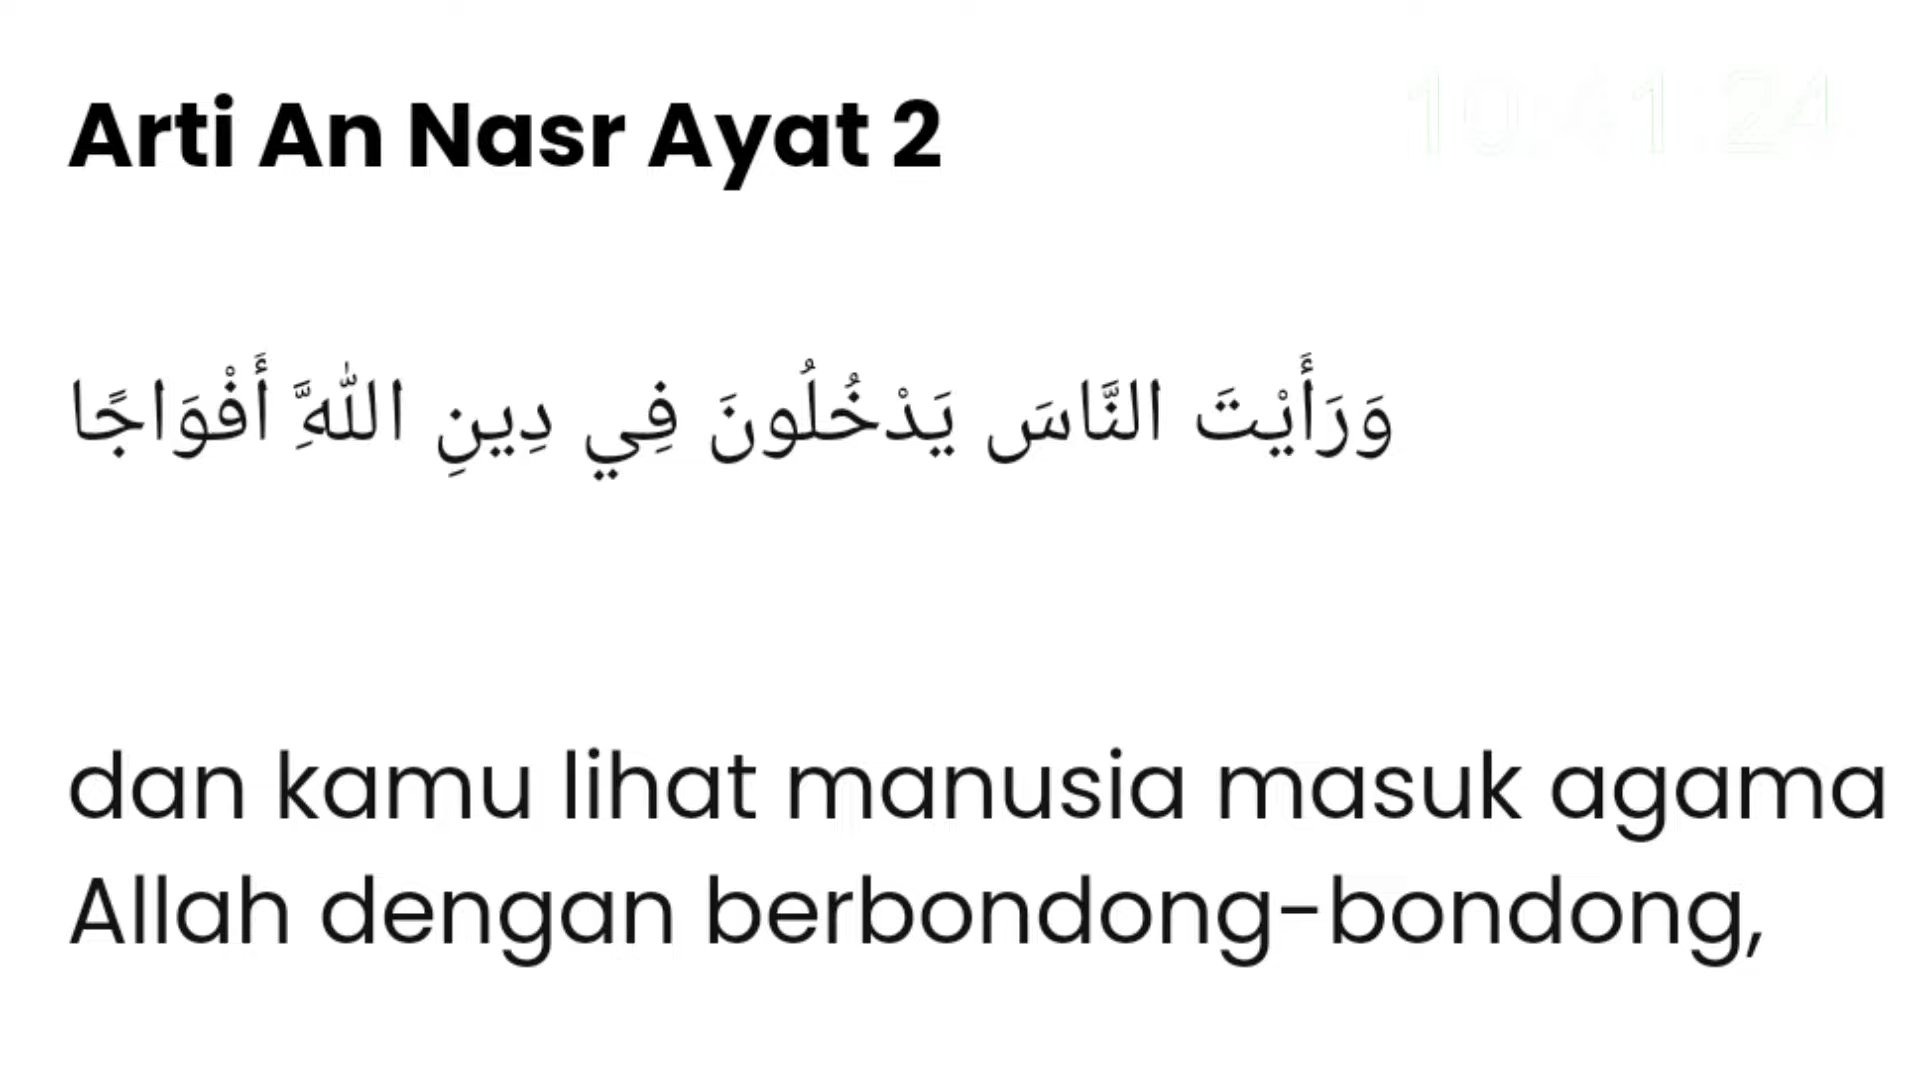 Arti An Nasr Ayat 2
وَرَأَيْتَ النَّاسَ يَدْخُلُونَ فِي دِينِ اللَّهِ أَفْوَاجًا
dan kamu lihat manusia masuk agama
Allah dengan berbondong-bondong,